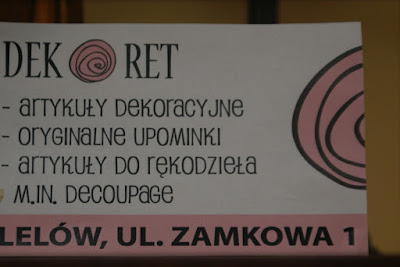 DEK RET
- ARTYKUŁY DEKORACYJNE
- ORYGINALNE UPOMINKI
- ARTYKUŁY DO RĘKODZIEŁA
M.IN. DECOUPAGE
LELÓW, UL. ZAMKOWA 1